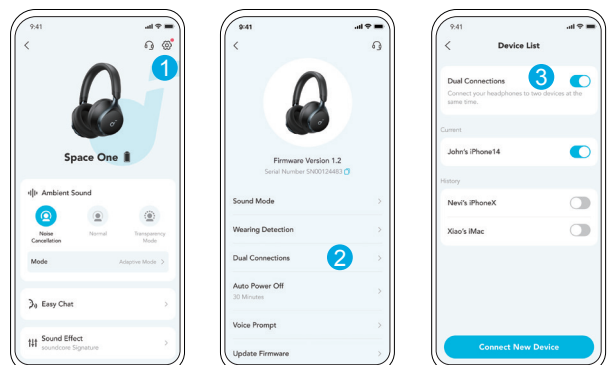 9:41
1
Space One
Ambient Sound
Noise Cancellation
Normal
Transparency Mode
Mode
Adaptive Mode >
Easy Chat >
Sound Effect >
soundcore Signature
9:41
Firmware Version 1.2
Serial Number SN00124483
Sound Mode >
Wearing Detection >
Dual Connections 2 >
Auto Power Off >
30 Minutes
Voice Prompt >
Update Firmware >
9:41
Device List
Dual Connections 3
Connect your headphones to two devices at the
same time.
Current
John's iPhone14
History
Nevi's iPhoneX
Xiao's iMac
Connect New Device